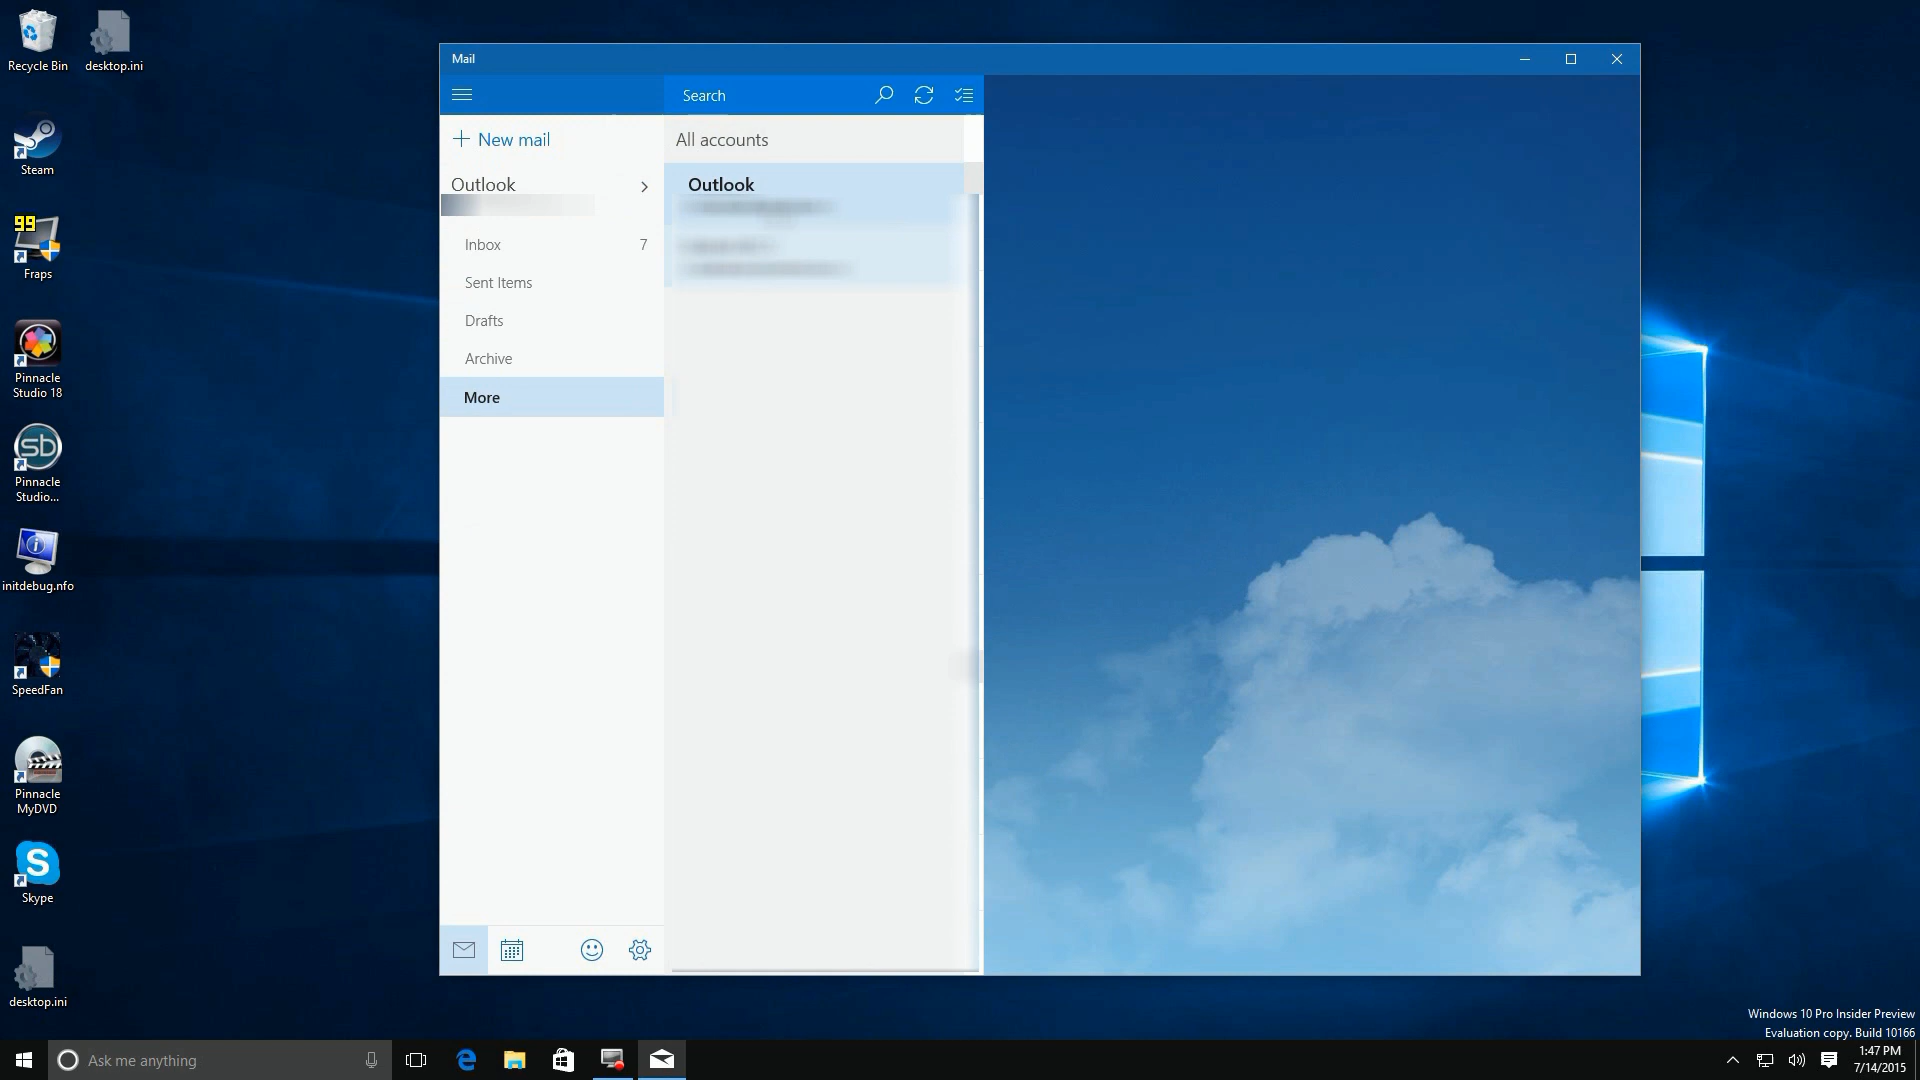 Recycle Bin
desktop.ini
Steam
99
Fraps
Pinnacle
Studio 18
sb
Pinnacle
Studio...
initdebug.nfo
SpeedFan
Pinnacle
MyDVD
Skype
desktop.ini
Mail
Search
New mail
All accounts
Outlook
Outlook
Inbox 7
Sent Items
Drafts
Archive
More
Windows 10 Pro Insider Preview
Evaluation copy. Build 10166
Ask me anything
1:47 PM
7/14/2015